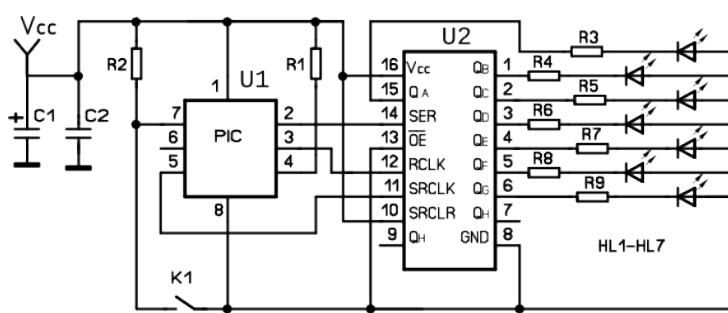 Vcc
C1
C2
R2
U1
R1
1
7
6
5
PIC
2
3
4
8
K1
U2
16 Vcc
15 QA
14 SER
13 OE
12 RCLK
11 SRCLK
10 SRCLR
9 QH
QB 1
QC 2
QD 3
QE 4
QF 5
QG 6
QH 7
GND 8
R3
R4
R5
R6
R7
R8
R9
HL1-HL7
+